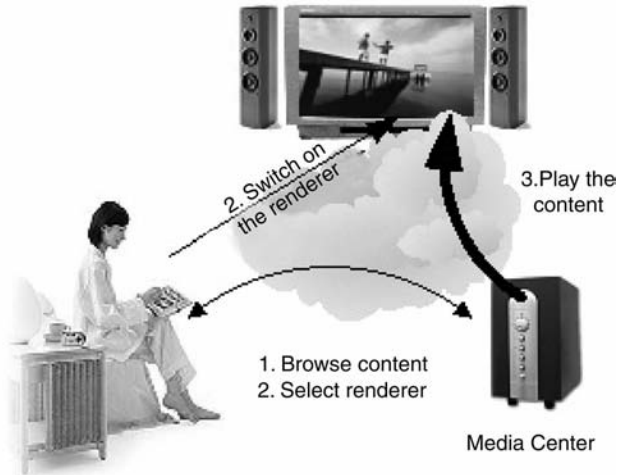 2. Switch on
the renderer
3.Play the
content
1. Browse content
2. Select renderer
Media Center